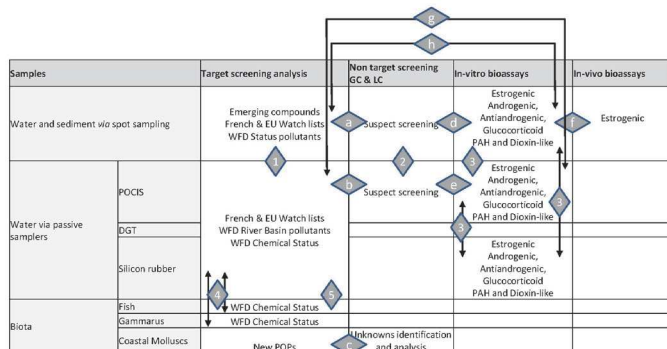 g
h
Samples
Target screening analysis
Non target screening
GC & LC
In-vitro bioassays
In-vivo bioassays
Water and sediment via spot sampling
Emerging compounds
French & EU Watch lists
WFD Status pollutants
a
Suspect screening
d
Estrogenic
Androgenic,
Antiandrogenic,
Glucocorticoid
PAH and Dioxin-like
f
Estrogenic
1
2
3
Water via passive
samplers
POCIS
b
Suspect screening
e
Estrogenic
Androgenic,
Antiandrogenic,
Glucocorticoid
PAH and Dioxin-like
3
French & EU Watch lists
WFD River Basin pollutants
WFD Chemical Status
DGT
3
Silicon rubber
Estrogenic
Androgenic,
Antiandrogenic,
Glucocorticoid
PAH and Dioxin-like
4
5
Biota
Fish
WFD Chemical Status
Gammarus
WFD Chemical Status
Coastal Molluscs
New POPs
c
Unknowns identification
and analysis